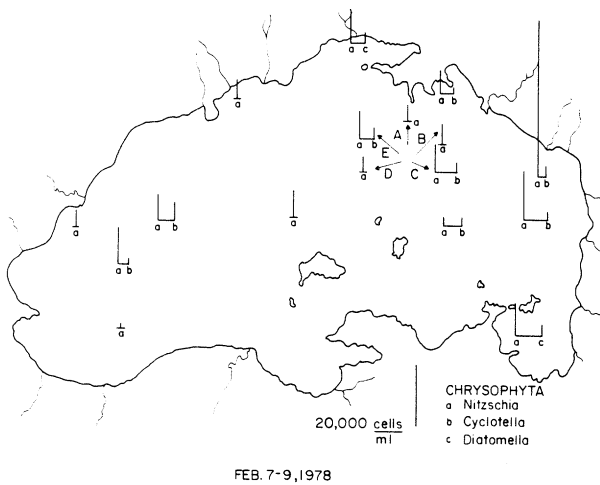 a c
a
a b
a
A B
a b
E
a
D C
a
a b
a b
a
a b
a
a b
a b
a b
a
a c
CHRYSOPHYTA
a Nitzschia
b Cyclotella
c Diatomella
20,000 cells
ml
FEB. 7-9, 1978